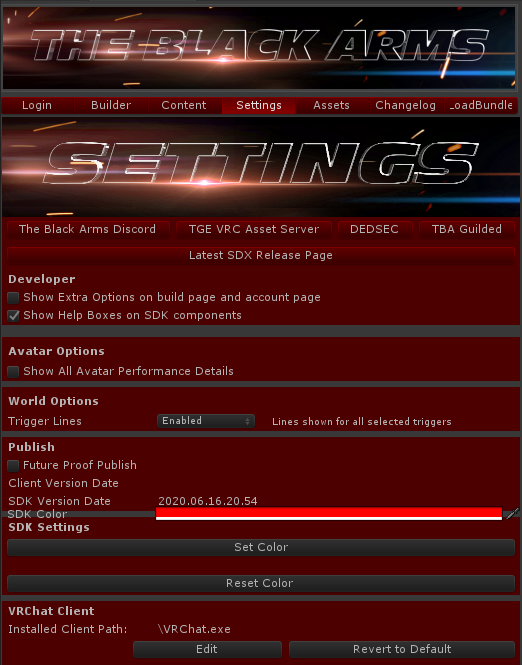 THE BLACK ARMS
Login Builder Content Settings Assets Changelog LoadBundle
SETTINGS
The Black Arms Discord TGE VRC Asset Server DEDSEC TBA Guilded
Latest SDX Release Page
Developer
Show Extra Options on build page and account page
Show Help Boxes on SDK components
Avatar Options
Show All Avatar Performance Details
World Options
Trigger Lines Enabled Lines shown for all selected triggers
Publish
Future Proof Publish
Client Version Date
SDK Version Date 2020.06.16.20.54
SDK Color
SDK Settings
Set Color
Reset Color
VRChat Client
Installed Client Path: \VRChat.exe
Edit Revert to Default